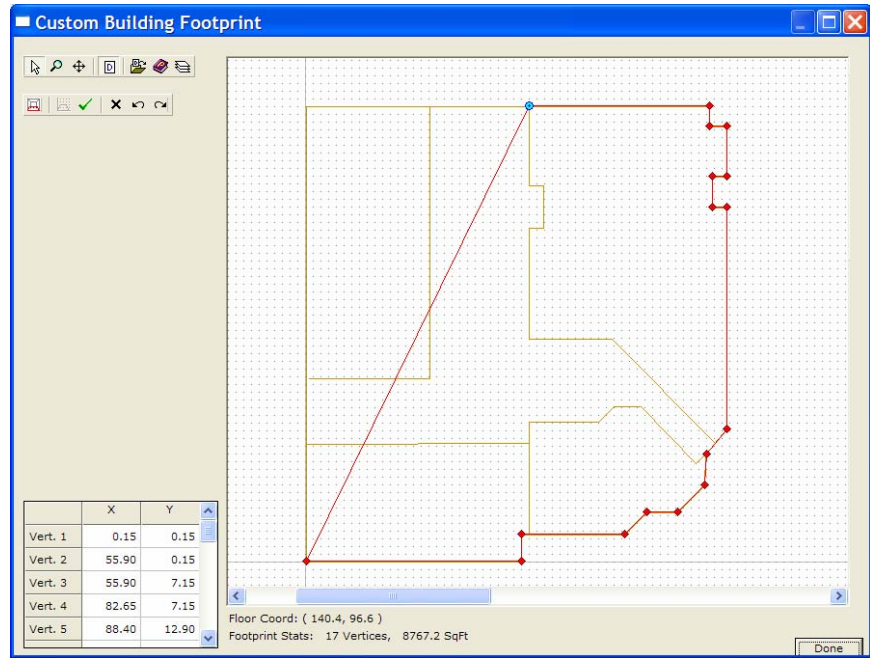 Custom Building Footprint
D
X Y
Vert. 1 0.15 0.15
Vert. 2 55.90 0.15
Vert. 3 55.90 7.15
Vert. 4 82.65 7.15
Vert. 5 88.40 12.90
Floor Coord: ( 140.4, 96.6 )
Footprint Stats: 17 Vertices, 8767.2 SqFt
Done